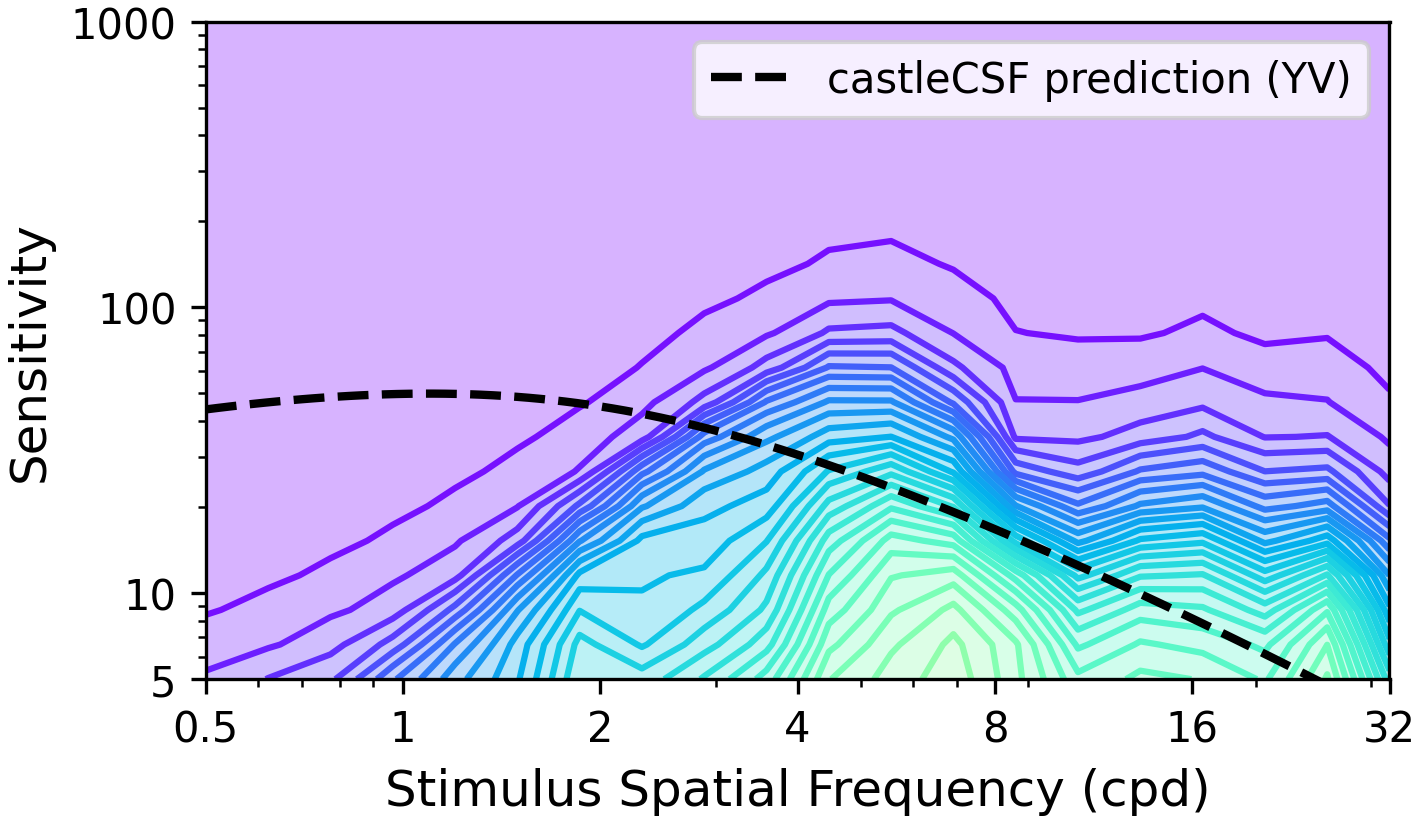 1000
100
10
5
Sensitivity
castleCSF prediction (YV)
0.5 1 2 4 8 16 32
Stimulus Spatial Frequency (cpd)